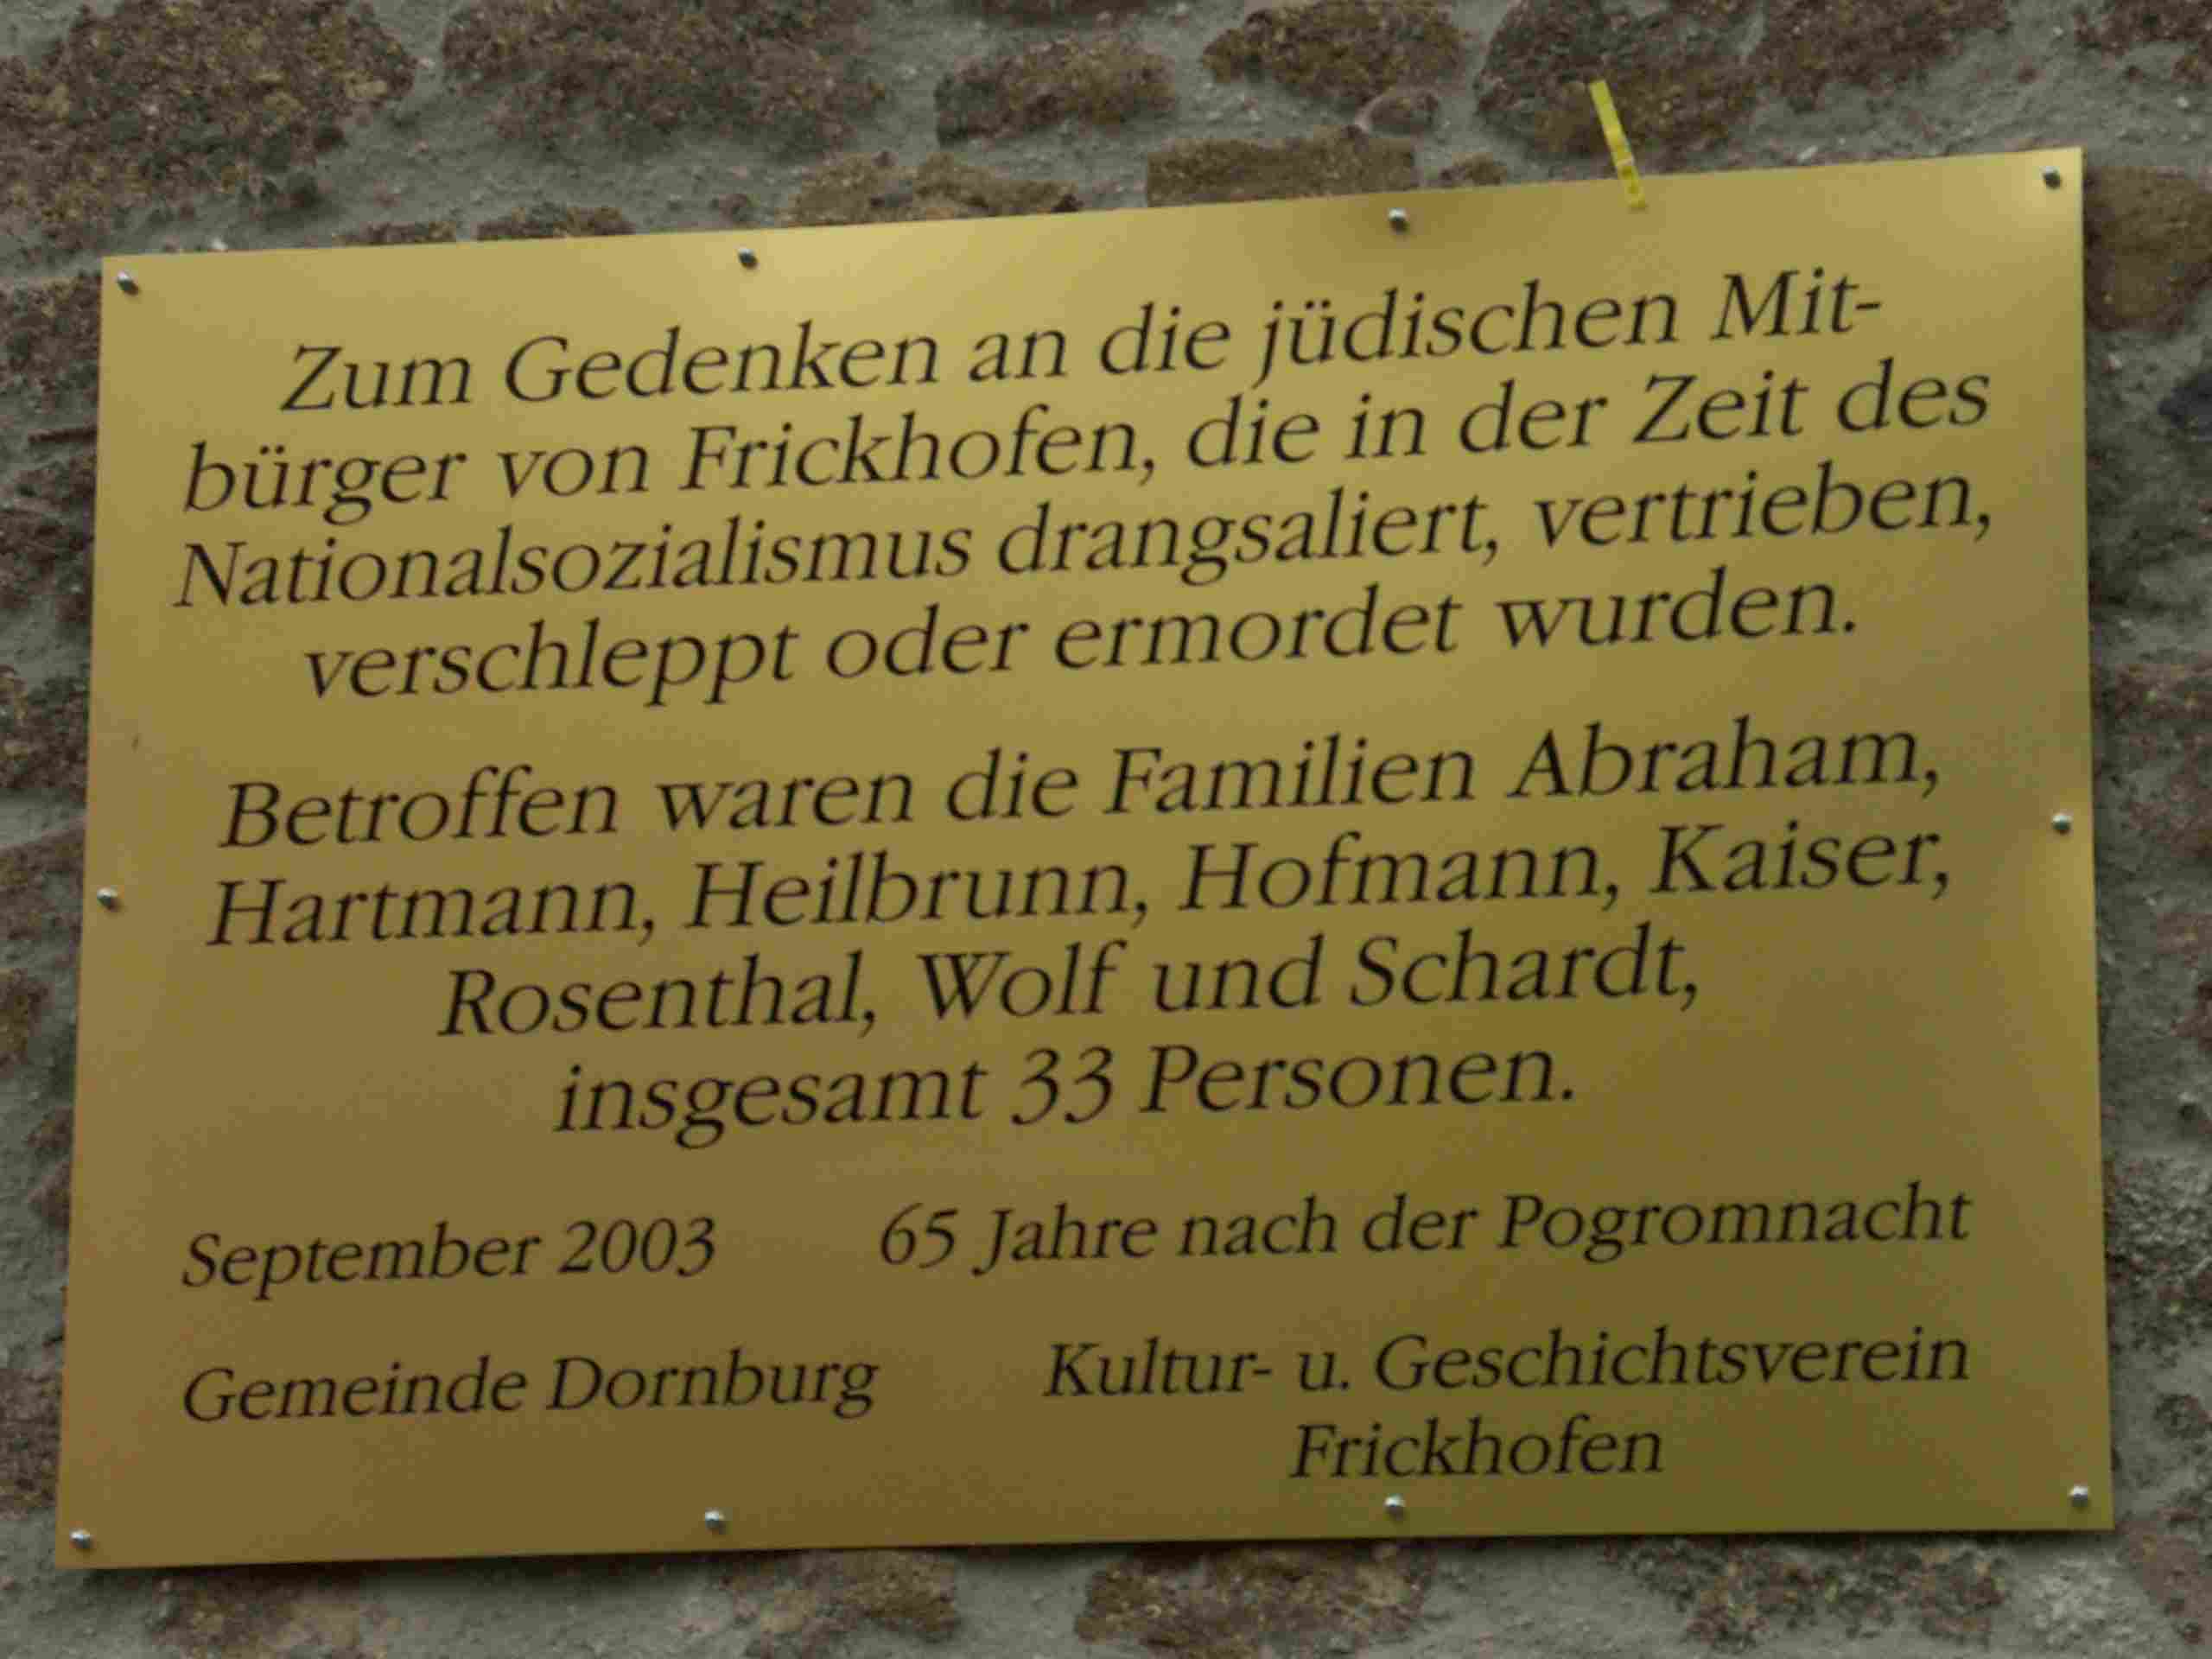 Zum Gedenken an die jüdischen Mit-
bürger von Frickhofen, die in der Zeit des
Nationalsozialismus drangsaliert, vertrieben,
verschleppt oder ermordet wurden.
Betroffen waren die Familien Abraham,
Hartmann, Heilbrunn, Hofmann, Kaiser,
Rosenthal, Wolf und Schardt,
insgesamt 33 Personen.
September 2003 65 Jahre nach der Pogromnacht
Gemeinde Dornburg Kultur- u. Geschichtsverein
Frickhofen